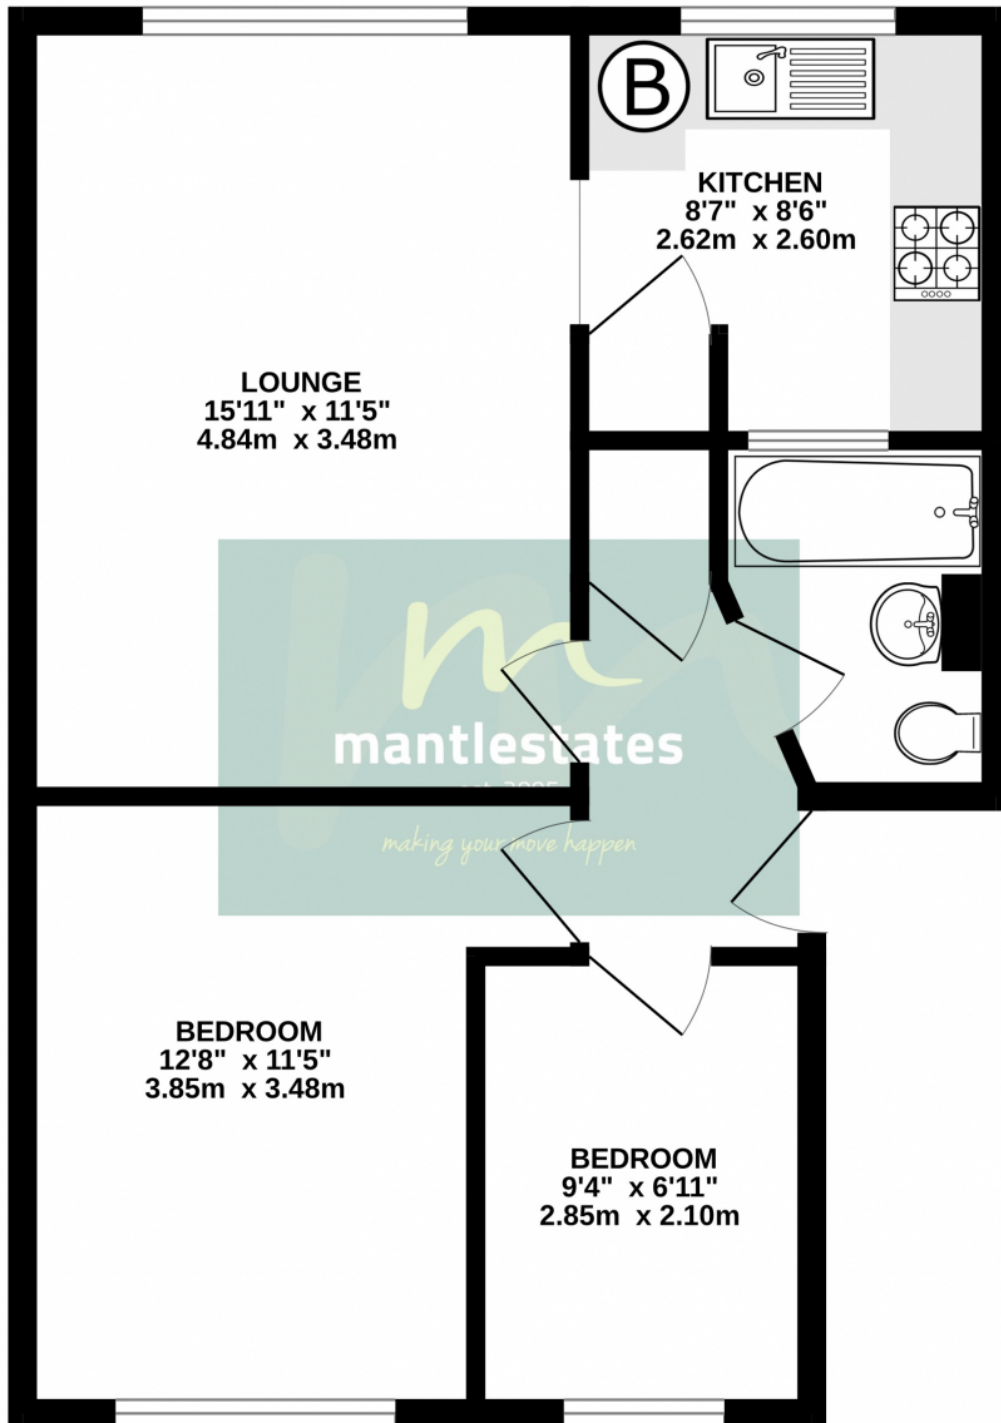 B
KITCHEN
8'7" x 8'6"
2.62m x 2.60m
LOUNGE
15'11" x 11'5"
4.84m x 3.48m
m
mantlestates
making your move happen
BEDROOM
12'8" x 11'5"
3.85m x 3.48m
BEDROOM
9'4" x 6'11"
2.85m x 2.10m